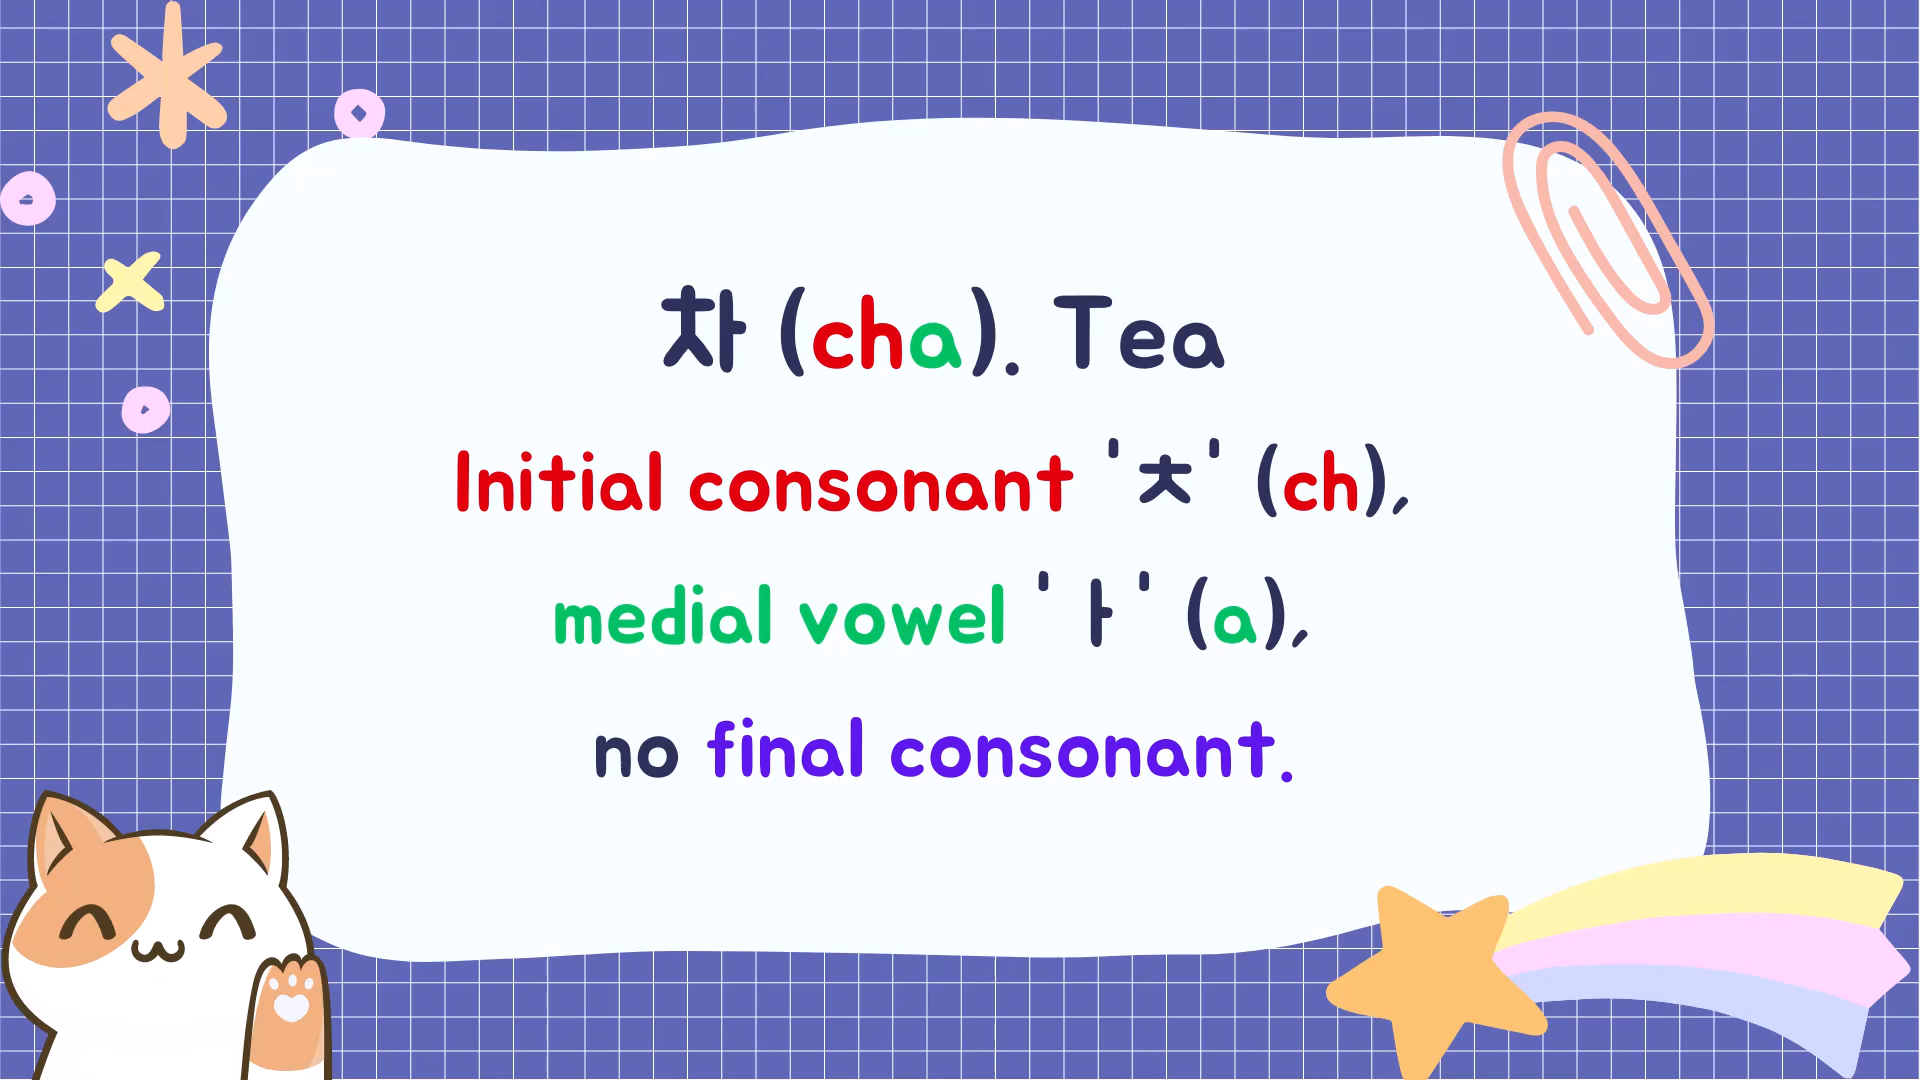 차 (cha). Tea
Initial consonant 'ㅊ' (ch),
medial vowel 'ㅏ' (a),
no final consonant.